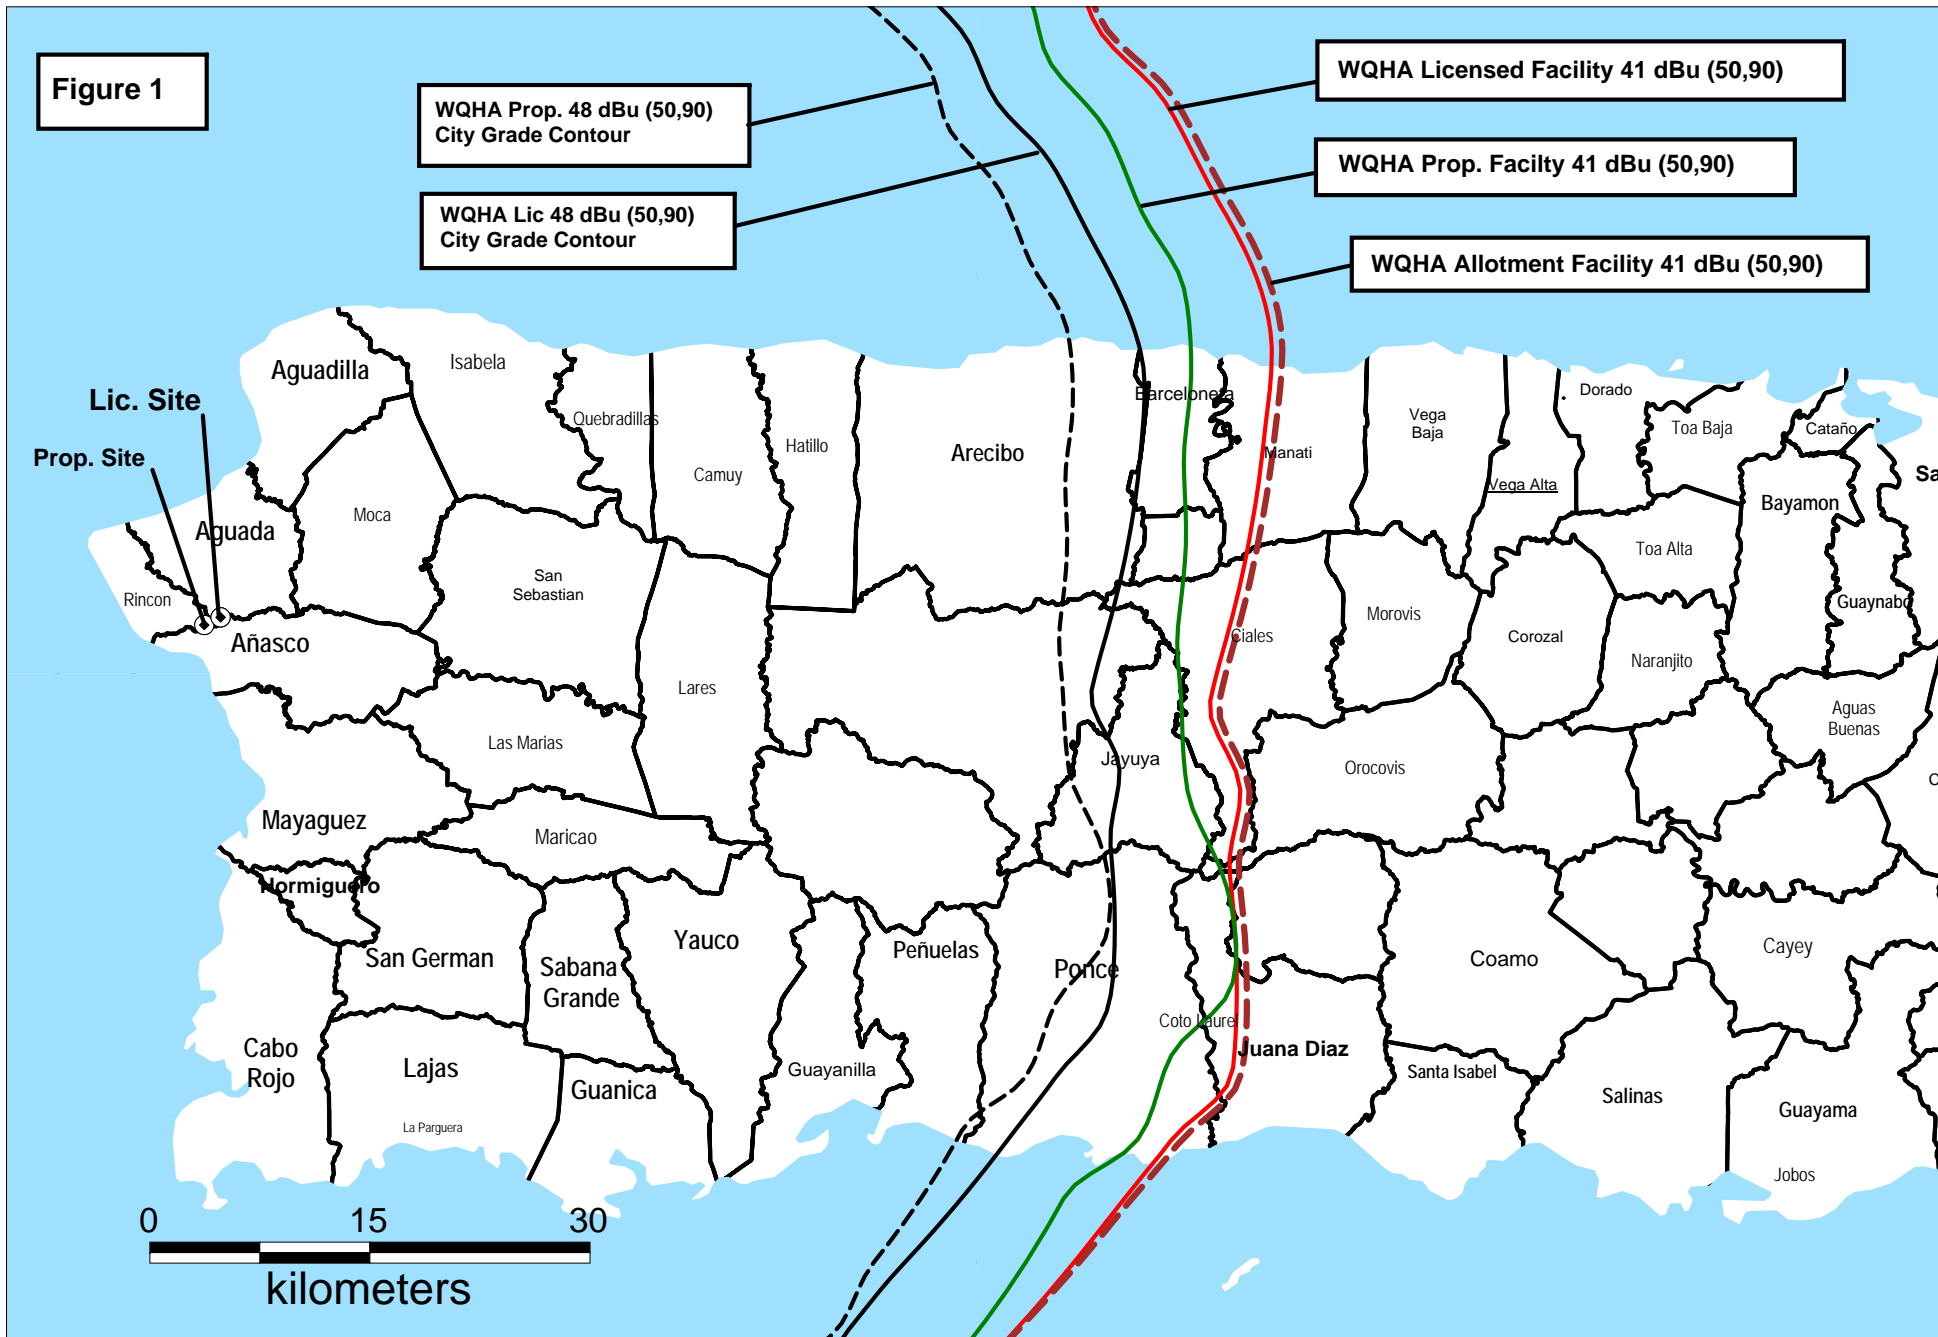 Figure 1
WQHA Prop. 48 dBu (50,90)
City Grade Contour
WQHA Lic 48 dBu (50,90)
City Grade Contour
WQHA Licensed Facility 41 dBu (50,90)
WQHA Prop. Facilty 41 dBu (50,90)
WQHA Allotment Facility 41 dBu (50,90)
Lic. Site
Prop. Site
Aguadilla
Isabela
Quebradillas
Camuy
Hatillo
Arecibo
Barceloneta
Manati
Vega
Baja
Vega Alta
Dorado
Toa Baja
Cataño
Sa
Bayamon
Aguada
Moca
San
Sebastian
Rincon
Añasco
Lares
Las Marias
Toa Alta
Guaynabo
Morovis
Ciales
Corozal
Naranjito
Aguas
Buenas
Jayuya
Orocovis
C
Mayaguez
Maricao
Hormiguero
San German
Sabana
Grande
Yauco
Peñuelas
Ponce
Coto Laurel
Juana Diaz
Coamo
Cayey
Cabo
Rojo
Lajas
La Parguera
Guanica
Guayanilla
Santa Isabel
Salinas
Guayama
Jobos
0 15 30
kilometers